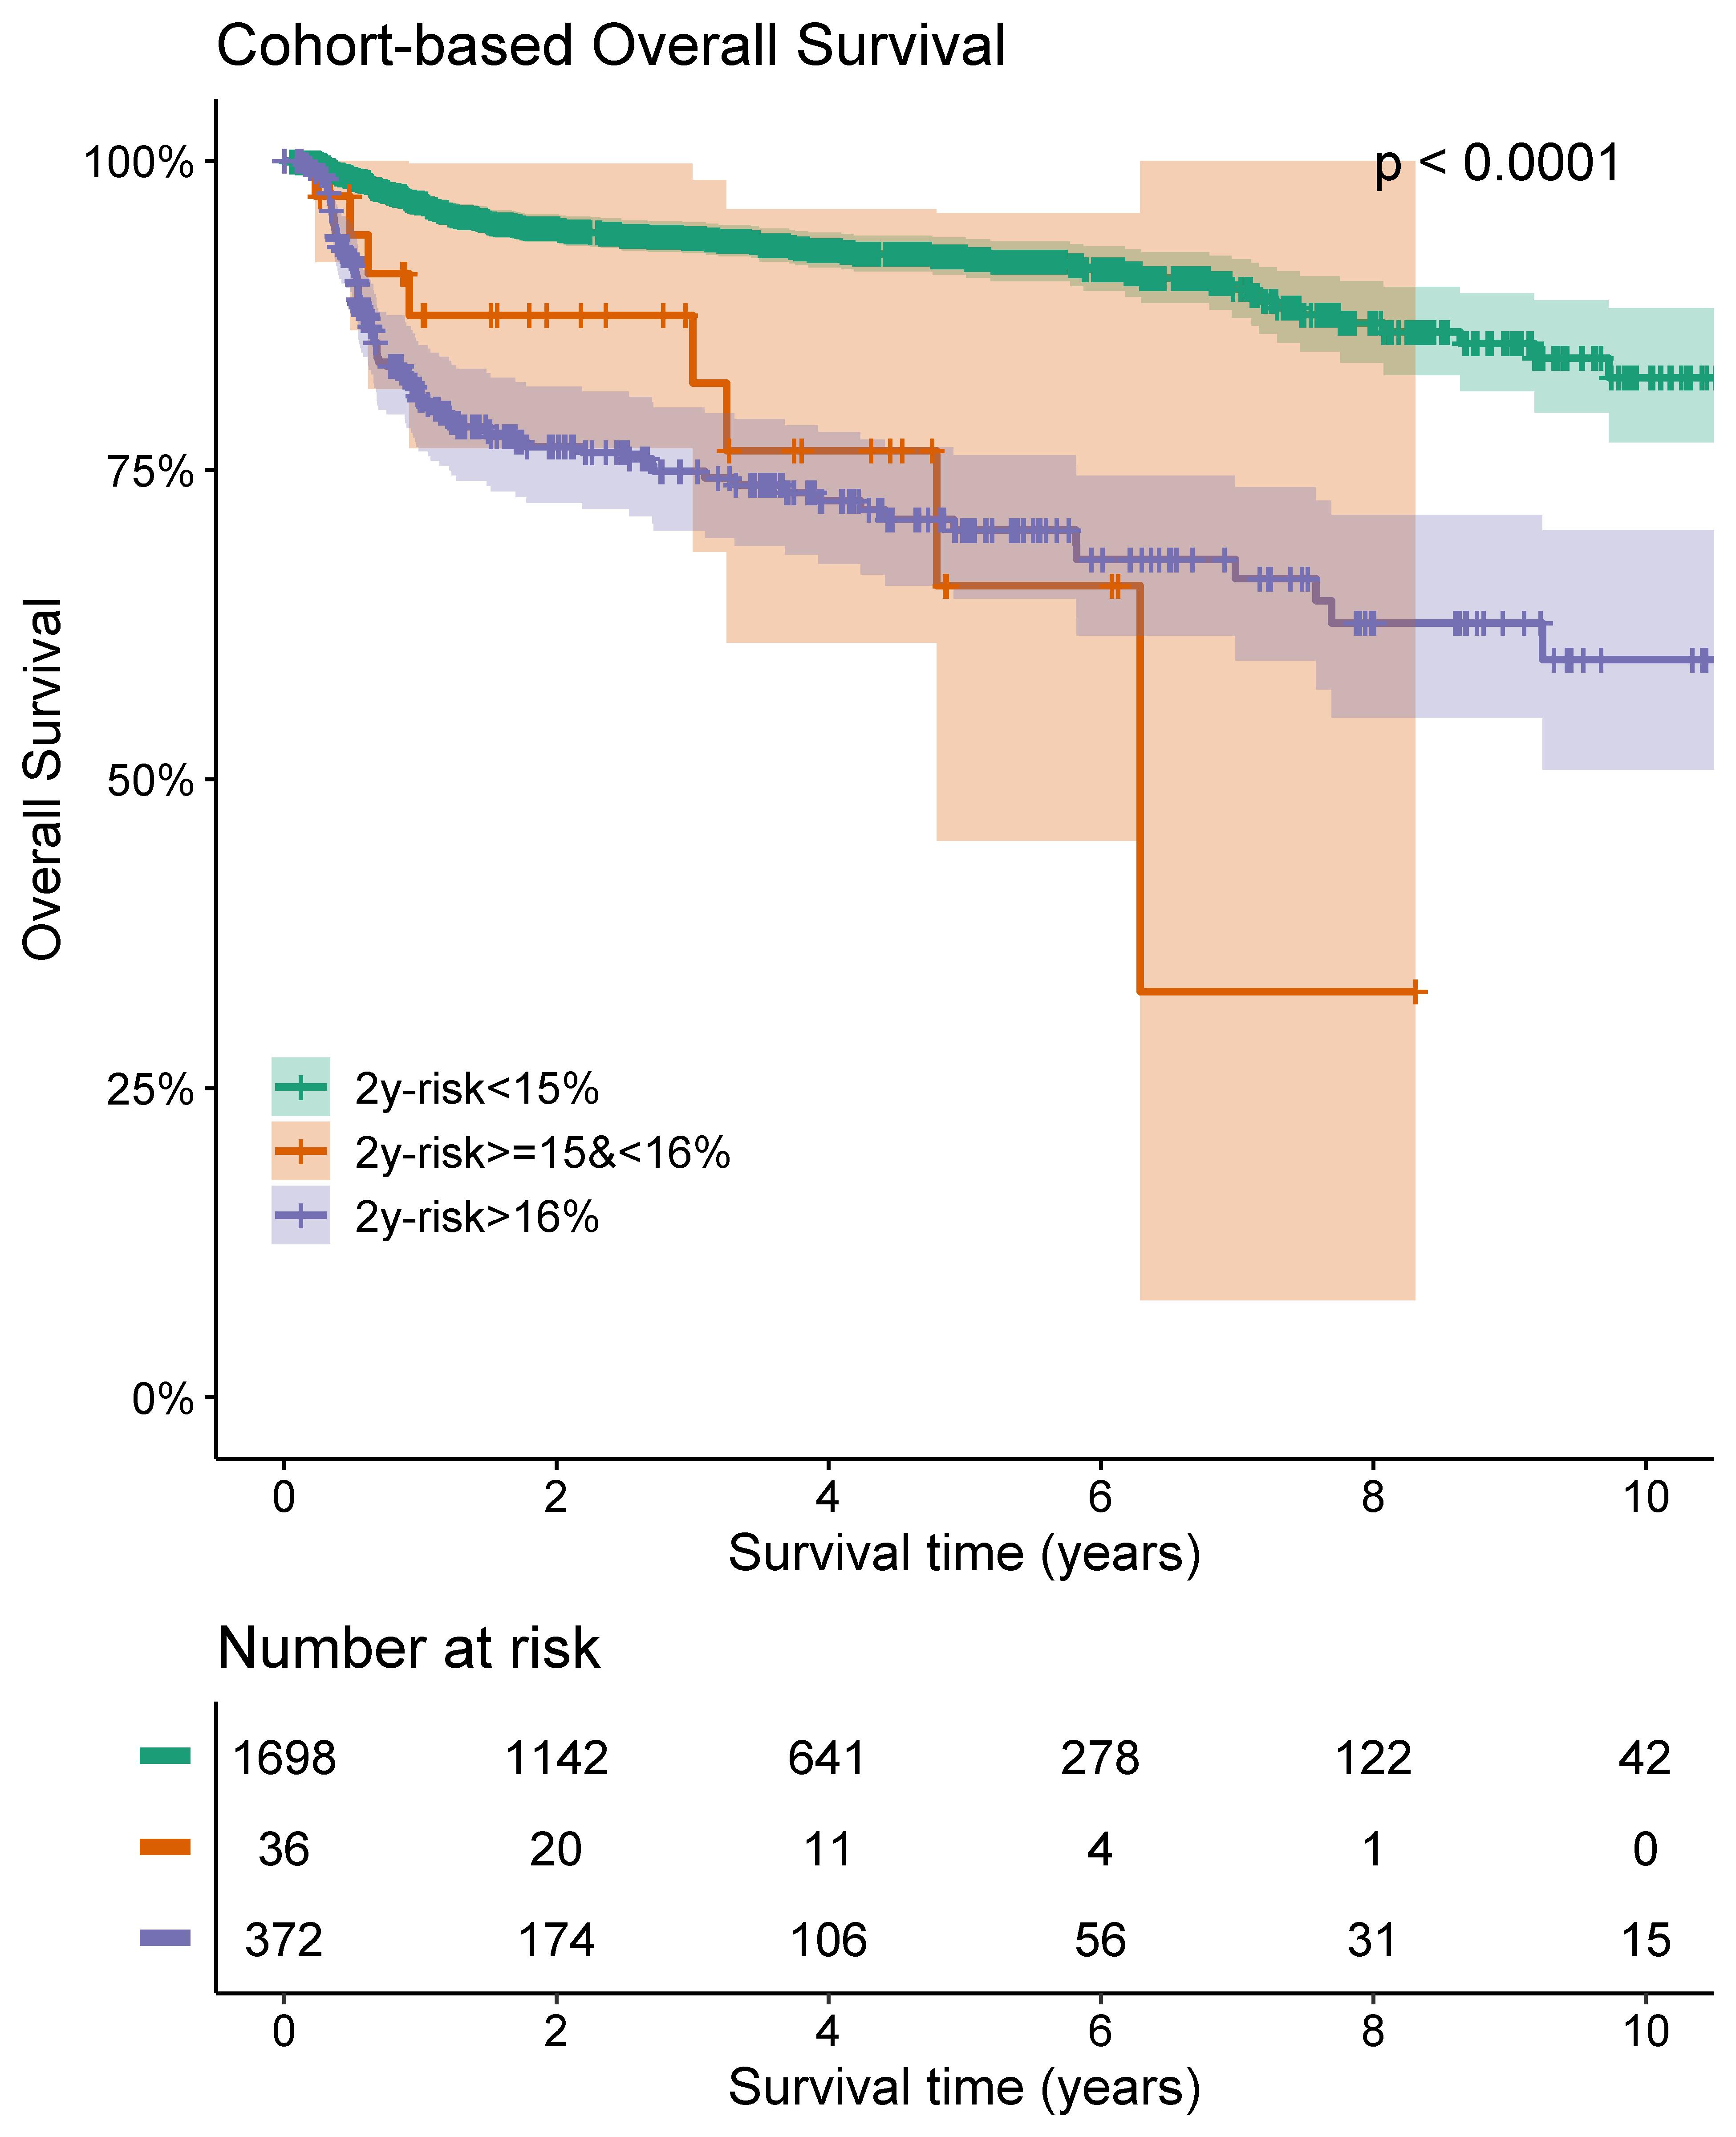 Cohort-based Overall Survival
p < 0.0001
100%
75%
50%
25%
0%
Overall Survival
2y-risk<15%
2y-risk>=15&<16%
2y-risk>16%
0 2 4 6 8 10
Survival time (years)
Number at risk
1698 1142 641 278 122 42
36 20 11 4 1 0
372 174 106 56 31 15
0 2 4 6 8 10
Survival time (years)